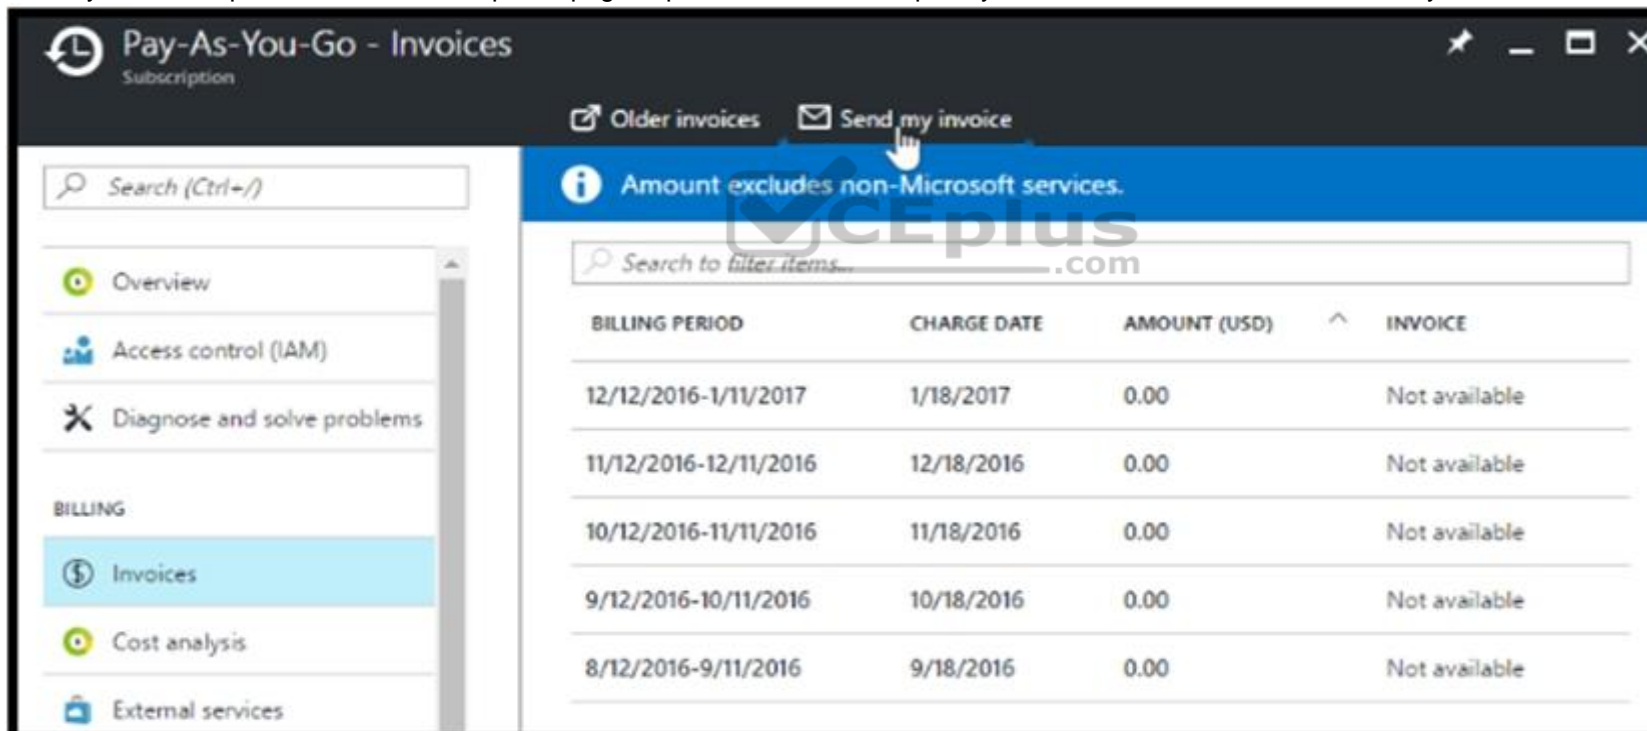 Pay-As-You-Go - Invoices
Subscription
Older invoices Send my invoice
Search (Ctrl+/)
Amount excludes non-Microsoft services.
CEplus
.com
Search to filter items...
Overview
Access control (IAM)
Diagnose and solve problems
BILLING
Invoices
Cost analysis
External services
BILLING PERIOD CHARGE DATE AMOUNT (USD) INVOICE
12/12/2016-1/11/2017 1/18/2017 0.00 Not available
11/12/2016-12/11/2016 12/18/2016 0.00 Not available
10/12/2016-11/11/2016 11/18/2016 0.00 Not available
9/12/2016-10/11/2016 10/18/2016 0.00 Not available
8/12/2016-9/11/2016 9/18/2016 0.00 Not available